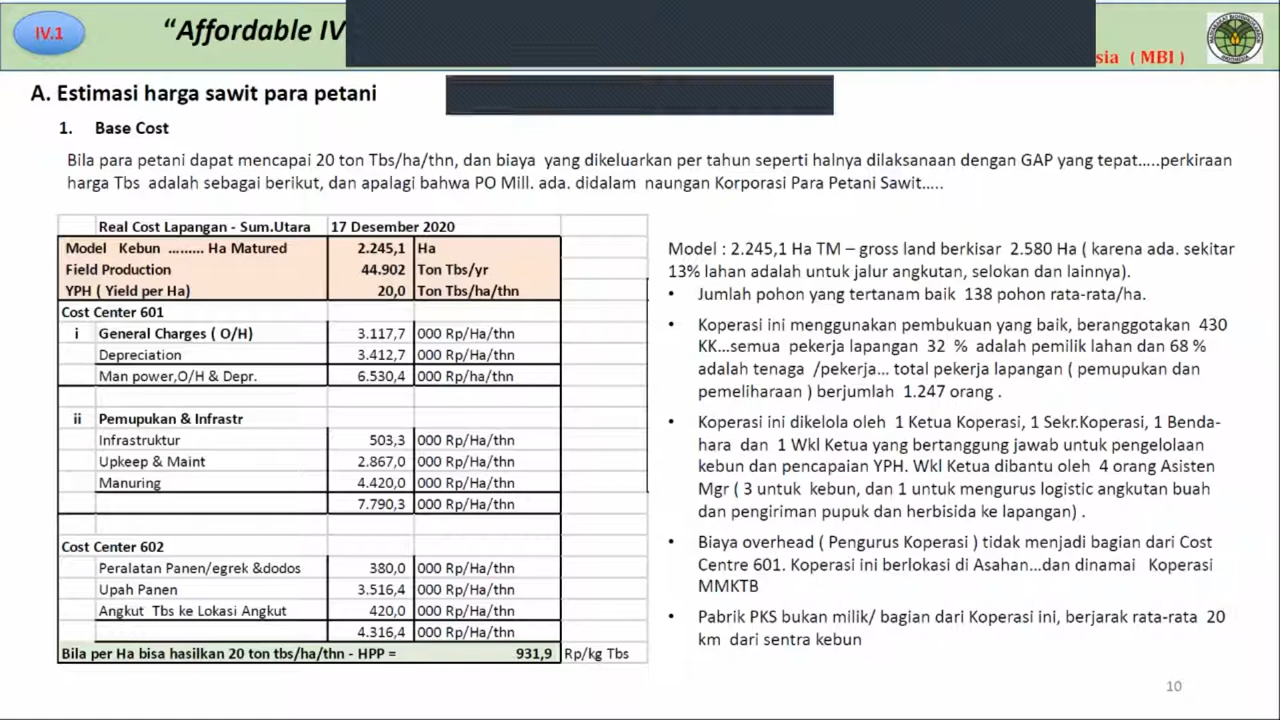 IV.1
“Affordable IV
sia ( MBI )
A. Estimasi harga sawit para petani
1. Base Cost
Bila para petani dapat mencapai 20 ton Tbs/ha/thn, dan biaya yang dikeluarkan per tahun seperti halnya dilaksanaan dengan GAP yang tepat…..perkiraan
harga Tbs adalah sebagai berikut, dan apalagi bahwa PO Mill. ada. didalam naungan Korporasi Para Petani Sawit…..
Real Cost Lapangan - Sum.Utara 17 Desember 2020
Model Kebun ……... Ha Matured 2.245,1 Ha
Field Production 44.902 Ton Tbs/yr
YPH ( Yield per Ha) 20,0 Ton Tbs/ha/thn
Cost Center 601
i General Charges ( O/H) 3.117,7 000 Rp/Ha/thn
Depreciation 3.412,7 000 Rp/Ha/thn
Man power,O/H & Depr. 6.530,4 000 Rp/ha/thn
ii Pemupukan & Infrastr
Infrastruktur 503,3 000 Rp/Ha/thn
Upkeep & Maint 2.867,0 000 Rp/Ha/thn
Manuring 4.420,0 000 Rp/Ha/thn
7.790,3 000 Rp/Ha/thn
Cost Center 602
Peralatan Panen/egrek &dodos 380,0 000 Rp/Ha/thn
Upah Panen 3.516,4 000 Rp/Ha/thn
Angkut Tbs ke Lokasi Angkut 420,0 000 Rp/Ha/thn
4.316,4 000 Rp/Ha/thn
Bila per Ha bisa hasilkan 20 ton tbs/ha/thn - HPP = 931,9 Rp/kg Tbs
Model : 2.245,1 Ha TM – gross land berkisar 2.580 Ha ( karena ada. sekitar
13% lahan adalah untuk jalur angkutan, selokan dan lainnya).
• Jumlah pohon yang tertanam baik 138 pohon rata-rata/ha.
• Koperasi ini menggunakan pembukuan yang baik, beranggotakan 430
KK…semua pekerja lapangan 32 % adalah pemilik lahan dan 68 %
adalah tenaga /pekerja… total pekerja lapangan ( pemupukan dan
pemeliharaan ) berjumlah 1.247 orang .
• Koperasi ini dikelola oleh 1 Ketua Koperasi, 1 Sekr.Koperasi, 1 Benda-
hara dan 1 Wkl Ketua yang bertanggung jawab untuk pengelolaan
kebun dan pencapaian YPH. Wkl Ketua dibantu oleh 4 orang Asisten
Mgr ( 3 untuk kebun, dan 1 untuk mengurus logistic angkutan buah
dan pengiriman pupuk dan herbisida ke lapangan) .
• Biaya overhead ( Pengurus Koperasi ) tidak menjadi bagian dari Cost
Centre 601. Koperasi ini berlokasi di Asahan…dan dinamai Koperasi
MMKTB
• Pabrik PKS bukan milik/ bagian dari Koperasi ini, berjarak rata-rata 20
km dari sentra kebun
10